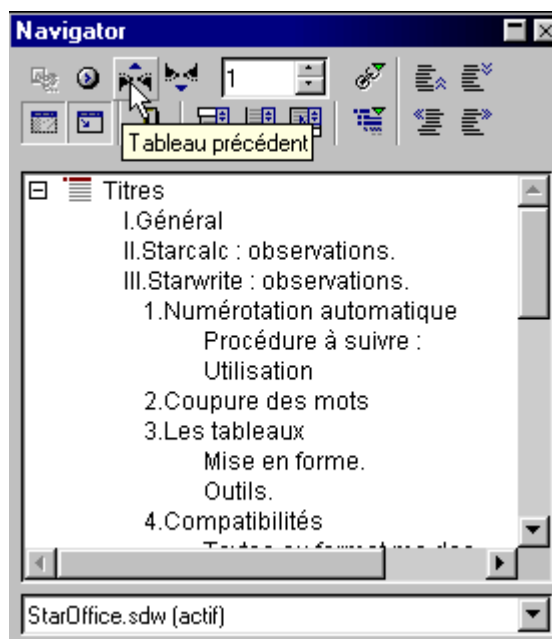 Navigator
1
Tableau précédent
Titres
I.Général
II.Starcalc : observations.
III.Starwrite : observations.
1.Numérotation automatique
Procédure à suivre :
Utilisation
2.Coupure des mots
3.Les tableaux
Mise en forme.
Outils.
4.Compatibilités
StarOffice.sdw (actif)